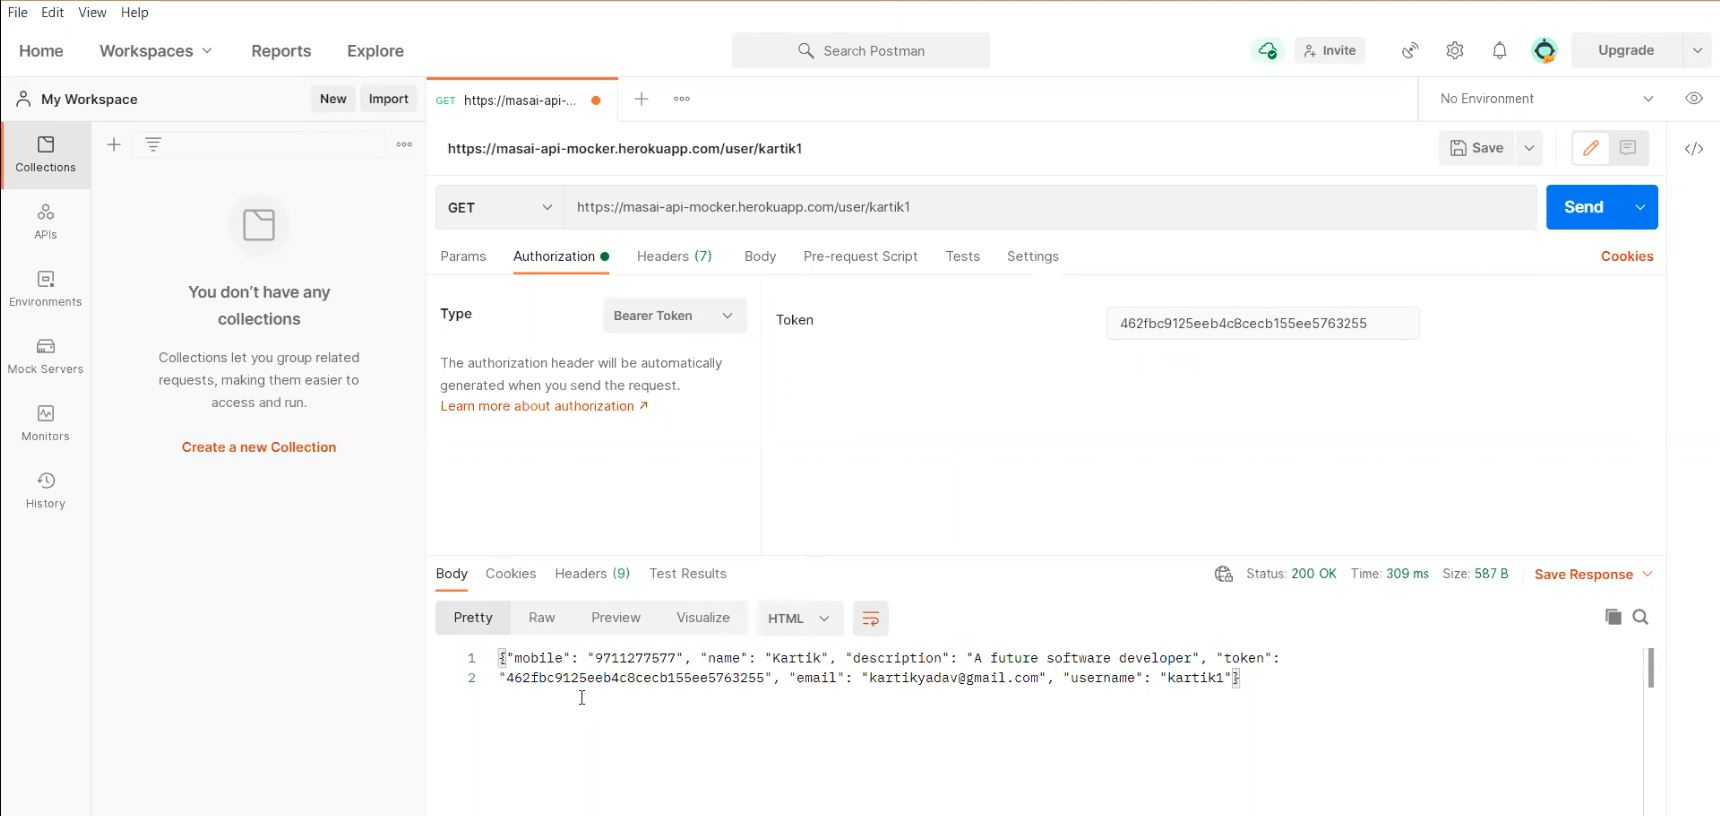 File Edit View Help
Home Workspaces Reports Explore Search Postman Invite Upgrade
My Workspace New Import GET https://masai-api-... No Environment
Collections
APIs
Environments
Mock Servers
Monitors
History
You don't have any
collections
Collections let you group related
requests, making them easier to
access and run.
Create a new Collection
https://masai-api-mocker.herokuapp.com/user/kartik1 Save
GET https://masai-api-mocker.herokuapp.com/user/kartik1 Send
Params Authorization Headers (7) Body Pre-request Script Tests Settings Cookies
Type Bearer Token
The authorization header will be automatically
generated when you send the request.
Learn more about authorization ↗
Token 462fbc9125eeb4c8cecb155ee5763255
Body Cookies Headers (9) Test Results Status: 200 OK Time: 309 ms Size: 587 B Save Response
Pretty Raw Preview Visualize HTML
1 {"mobile": "9711277577", "name": "Kartik", "description": "A future software developer", "token":
2 "462fbc9125eeb4c8cecb155ee5763255", "email": "kartikyadav@gmail.com", "username": "kartik1"}